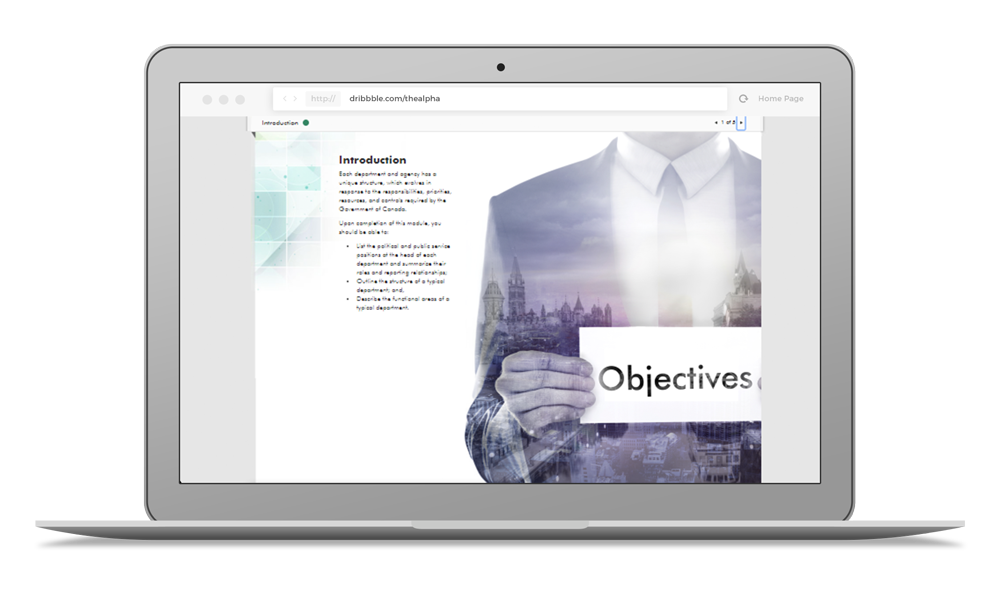 http:// dribbble.com/thealpha Home Page
Introduction 1 of 8
Introduction
Each department and agency has a
unique structure, which evolves in
response to the responsibilities, priorities,
resources, and controls required by the
Government of Canada.
Upon completion of this module, you
should be able to:
• List the political and public service
positions at the head of each
department and summarize their
roles and reporting relationships;
• Outline the structure of a typical
department; and,
• Describe the functional areas of a
typical department.
Objectives